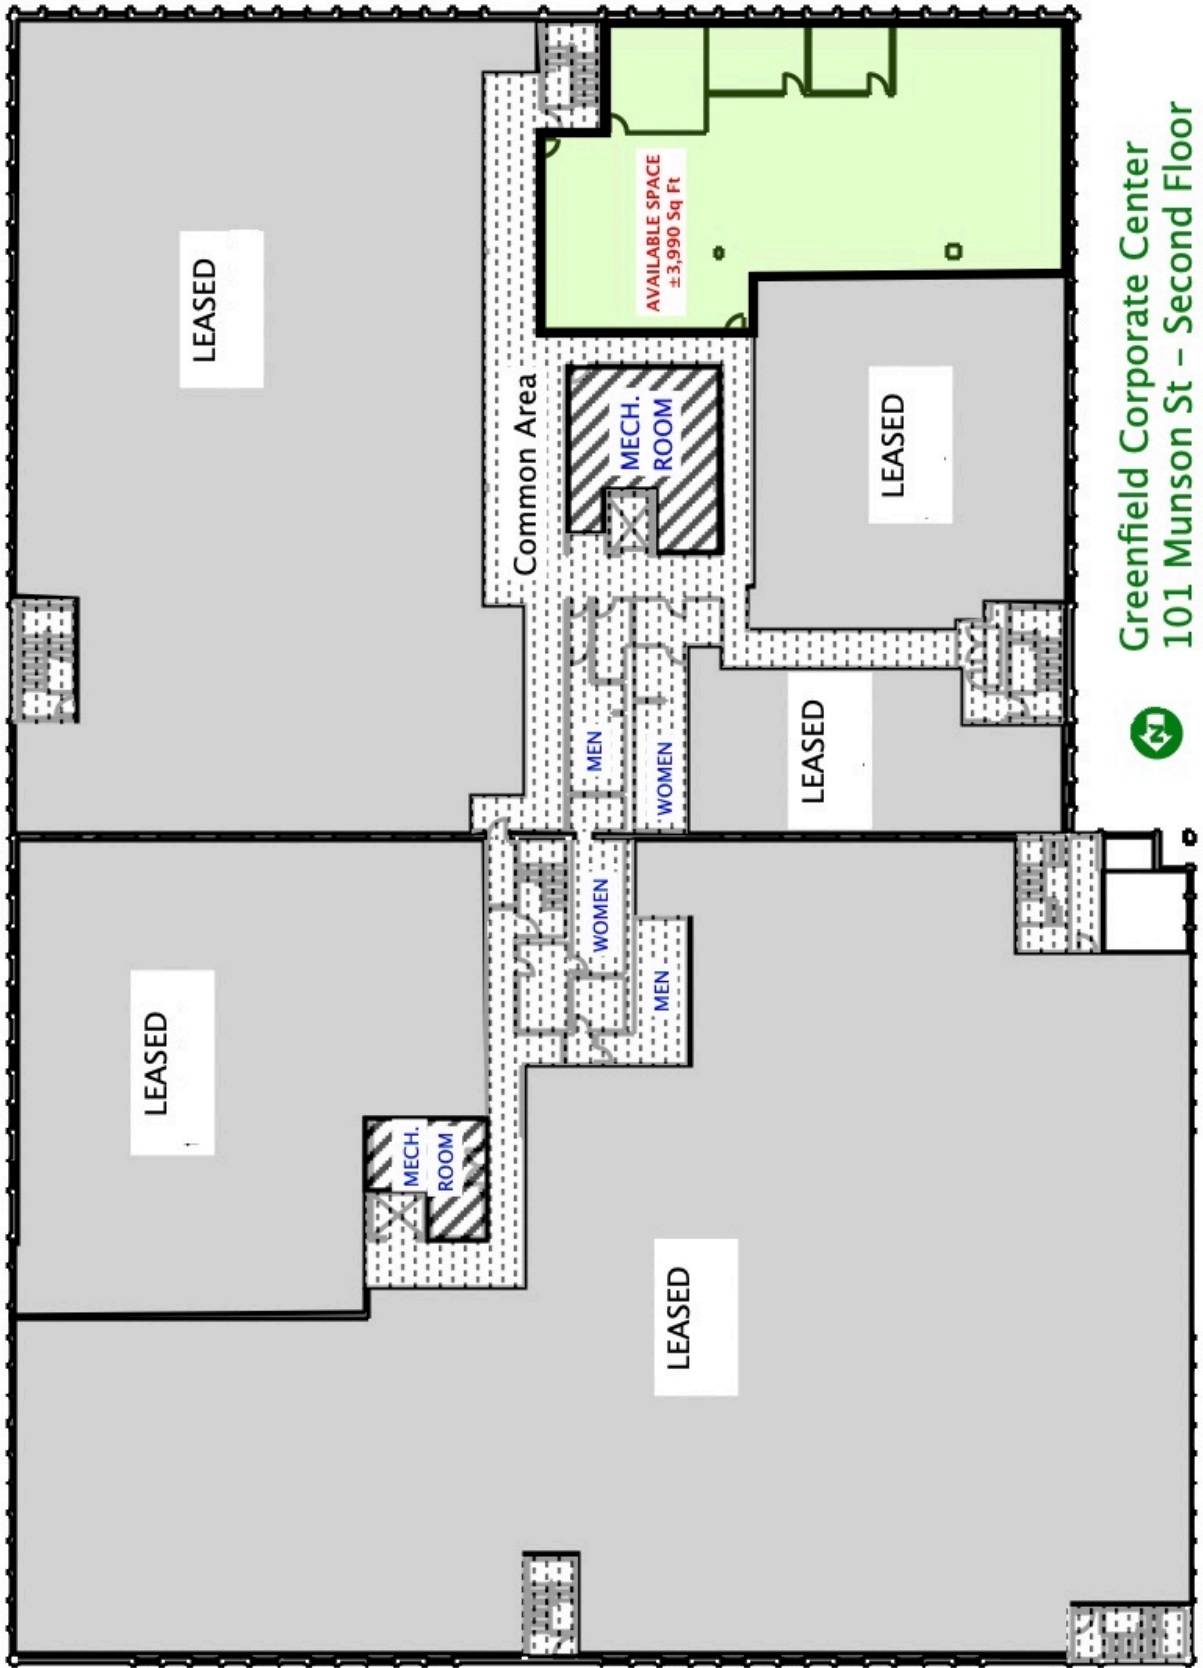 LEASED
LEASED
MECH.
ROOM
Common Area
WOMEN
MEN
MECH.
ROOM
AVAILABLE SPACE
±3,990 Sq Ft
MEN
WOMEN
LEASED
LEASED
LEASED
N
Greenfield Corporate Center
101 Munson St – Second Floor